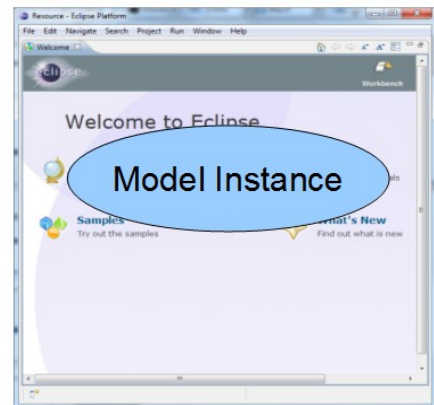 Resource - Eclipse Platform
File Edit Navigate Search Project Run Window Help
Welcome
eclipse
Workbench
Welcome to Eclipse
Model Instance
Samples
Try out the samples
What's New
Find out what is new